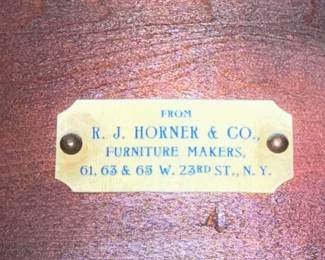 FROM
R. J. HORNER & CO.,
FURNITURE MAKERS,
61, 63 & 65 W. 23RD ST., N. Y.